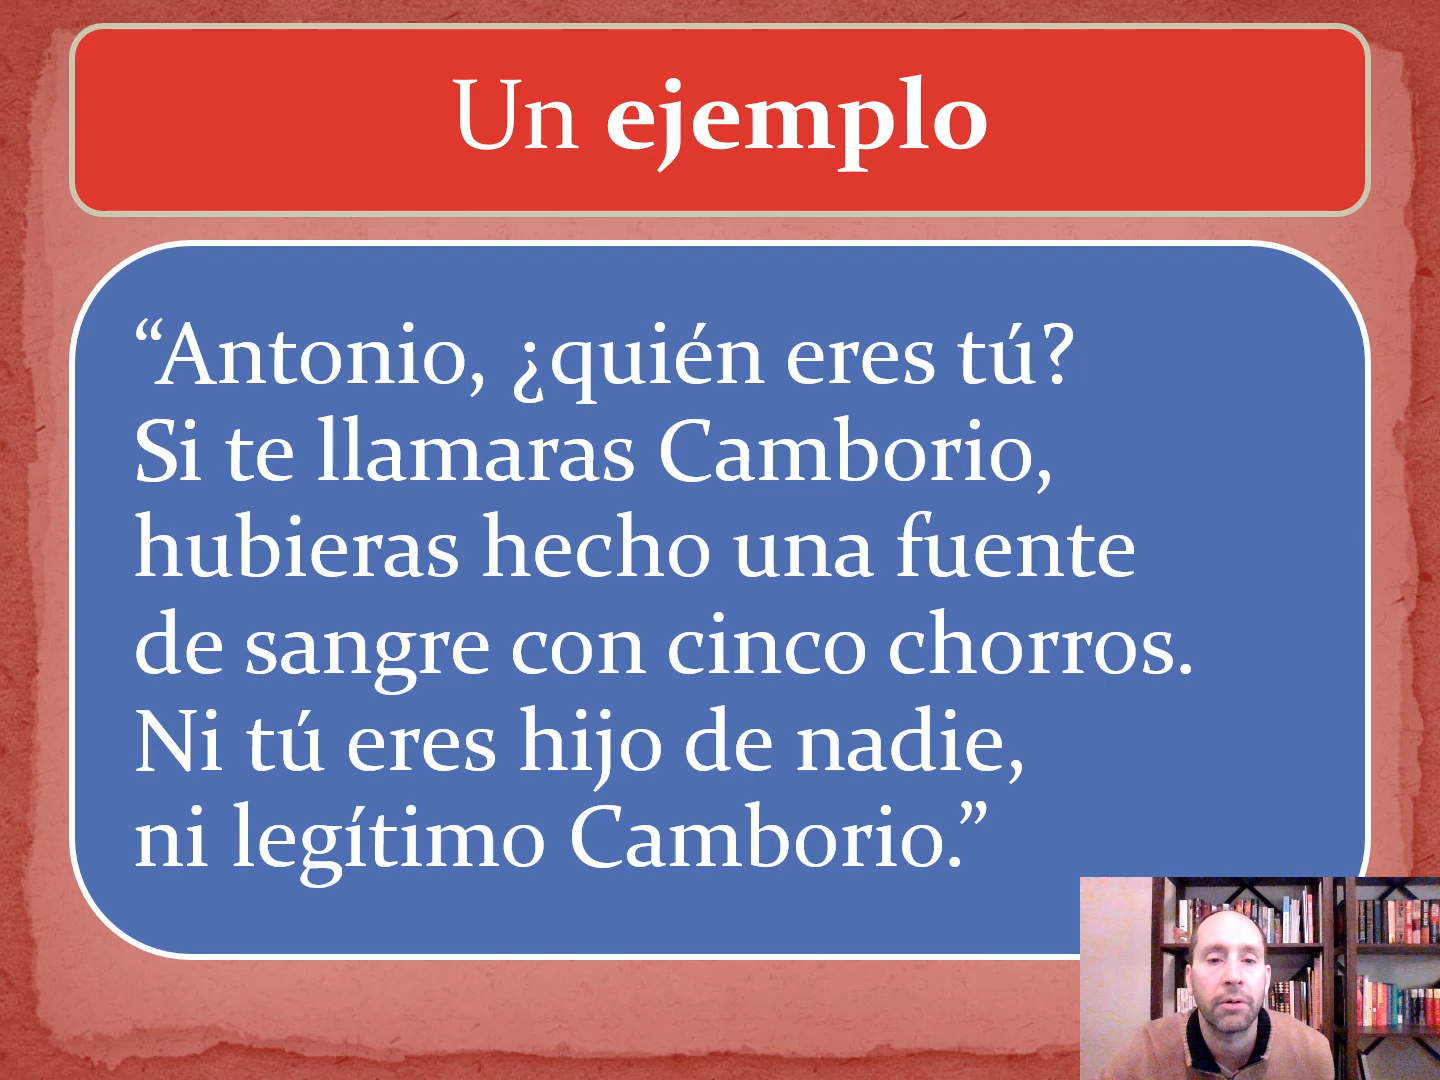 Un ejemplo
“Antonio, ¿quién eres tú?
Si te llamaras Camborio,
hubieras hecho una fuente
de sangre con cinco chorros.
Ni tú eres hijo de nadie,
ni legítimo Camborio.”